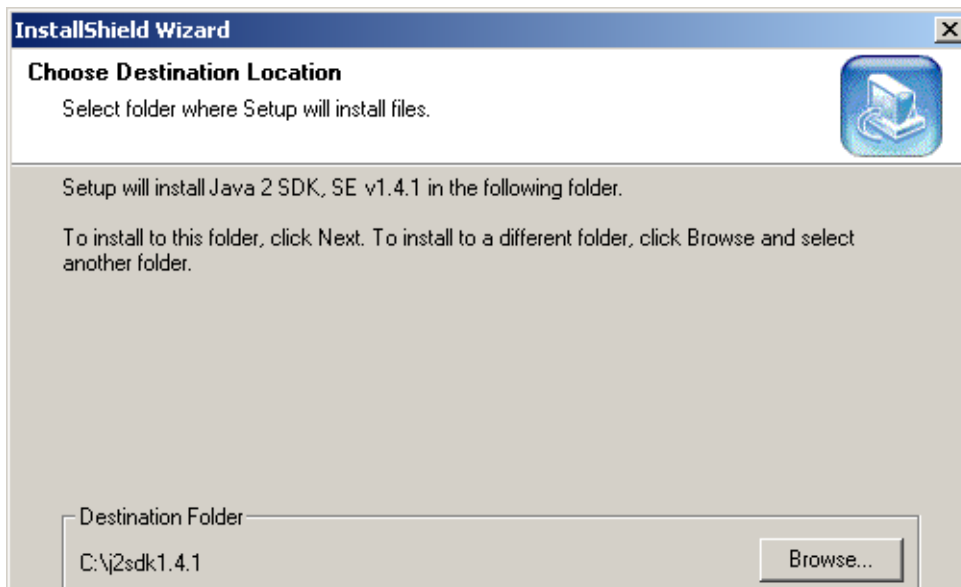 InstallShield Wizard
Choose Destination Location
Select folder where Setup will install files.
Setup will install Java 2 SDK, SE v1.4.1 in the following folder.
To install to this folder, click Next. To install to a different folder, click Browse and select
another folder.
Destination Folder
C:\j2sdk1.4.1
Browse...